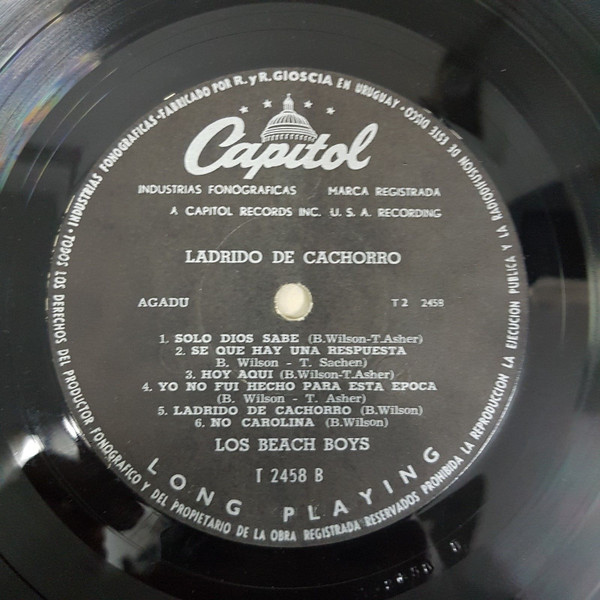 INDUSTRIAS FONOGRAFICAS · FABRICADO POR R. y R. GIOSCIA EN URUGUAY ·
TODOS LOS DERECHOS DEL PRODUCTOR FONOGRAFICO Y DEL PROPIETARIO DE LA OBRA REGISTRADA RESERVADOS PROHIBIDA LA REPRODUCCION LA EJECUCION PUBLICA Y LA RADIODIFUSION DE ESTE DISCO ·
Capitol
INDUSTRIAS FONOGRAFICAS MARCA REGISTRADA
A CAPITOL RECORDS INC. U. S. A. RECORDING
LADRIDO DE CACHORRO
AGADU T 2 2458
1. SOLO DIOS SABE (B.Wilson-T.Asher)
2. SE QUE HAY UNA RESPUESTA
B. Wilson - T. Sachen)
3. HOY AQUI (B.Wilson-T.Asher)
4. YO NO FUI HECHO PARA ESTA EPOCA
(B. Wilson - T. Asher)
5. LADRIDO DE CACHORRO (B.Wilson)
6. NO CAROLINA (B.Wilson)
LOS BEACH BOYS
T 2458 B
LONG PLAYING